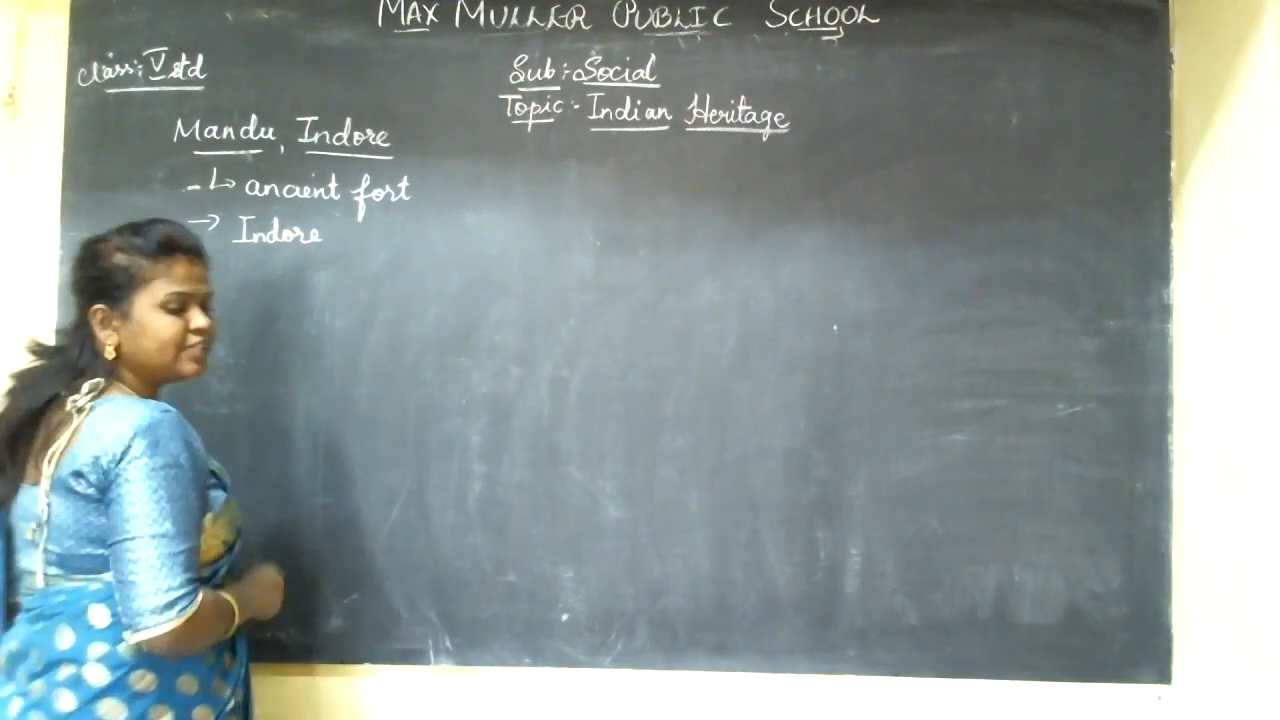 MAX MULLER PUBLIC SCHOOL
Class: V std
Sub:- Social
Topic:- Indian Heritage
Mandu, Indore
-↳ ancient fort
→ Indore